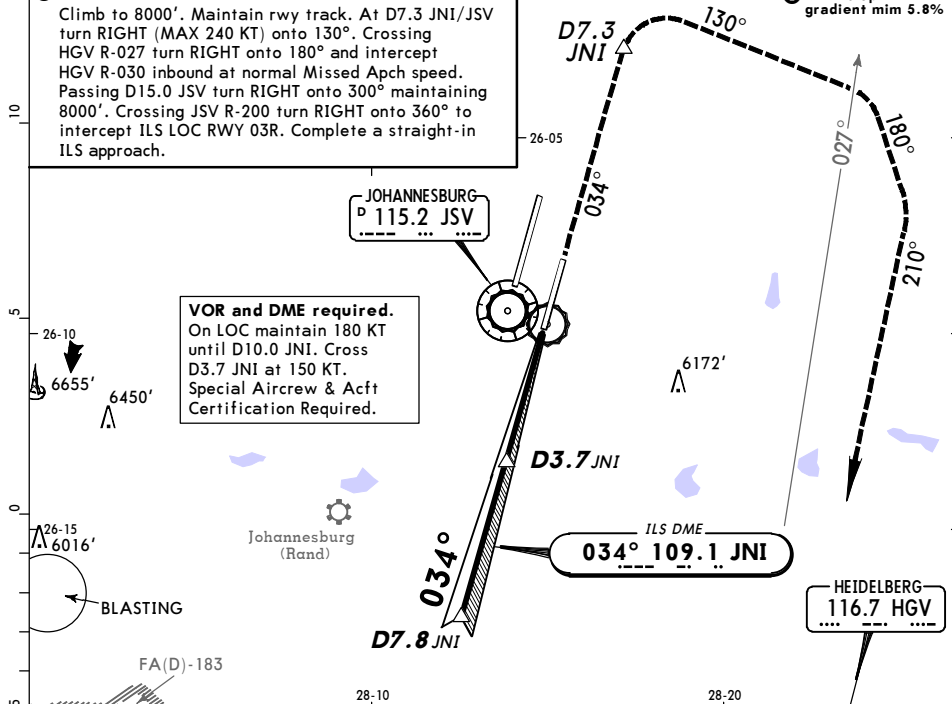 Climb to 8000'. Maintain rwy track. At D7.3 JNI/JSV
turn RIGHT (MAX 240 KT) onto 130°. Crossing
HGV R-027 turn RIGHT onto 180° and intercept
HGV R-030 inbound at normal Missed Apch speed.
Passing D15.0 JSV turn RIGHT onto 300° maintaining
8000'. Crossing JSV R-200 turn RIGHT onto 360° to
intercept ILS LOC RWY 03R. Complete a straight-in
ILS approach.
gradient mim 5.8%
D7.3
JNI
130°
10
26-05
027°
180°
034°
JOHANNESBURG
D 115.2 JSV
210°
5
26-10
VOR and DME required.
On LOC maintain 180 KT
until D10.0 JNI. Cross
D3.7 JNI at 150 KT.
Special Aircrew & Acft
Certification Required.
6655'
6450'
6172'
D3.7 JNI
0
26-15
6016'
Johannesburg
(Rand)
ILS DME
034° 109.1 JNI
034°
BLASTING
HEIDELBERG
116.7 HGV
D7.8 JNI
FA(D)-183
28-10
28-20